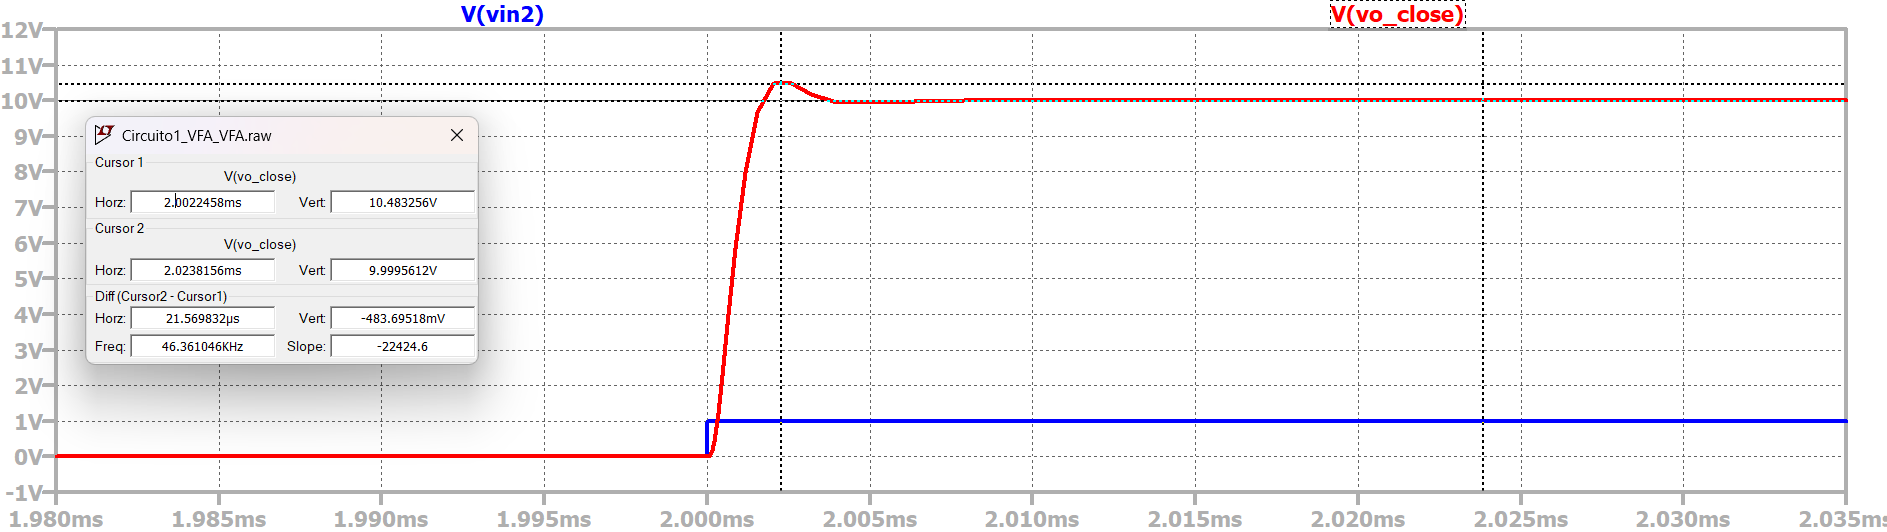 V(vin2) V(vo_close)
12V
11V
10V
9V
8V
7V
6V
5V
4V
3V
2V
1V
0V
-1V
Circuito1_VFA_VFA.raw
Cursor 1
V(vo_close)
Horz: 2.0022458ms Vert: 10.483256V
Cursor 2
V(vo_close)
Horz: 2.0238156ms Vert: 9.9995612V
Diff (Cursor2 - Cursor1)
Horz: 21.569832µs Vert: -483.69518mV
Freq: 46.361046KHz Slope: -22424.6
1.980ms 1.985ms 1.990ms 1.995ms 2.000ms 2.005ms 2.010ms 2.015ms 2.020ms 2.025ms 2.030ms 2.035ms